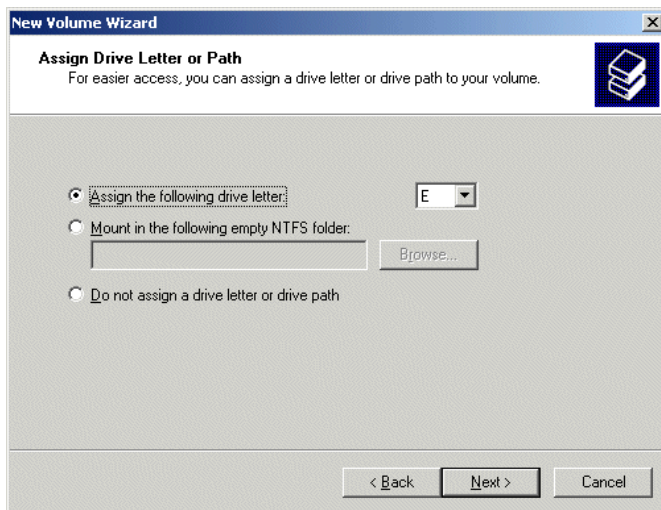 New Volume Wizard
Assign Drive Letter or Path
For easier access, you can assign a drive letter or drive path to your volume.
Assign the following drive letter: E
Mount in the following empty NTFS folder:
Browse...
Do not assign a drive letter or drive path
< Back Next > Cancel